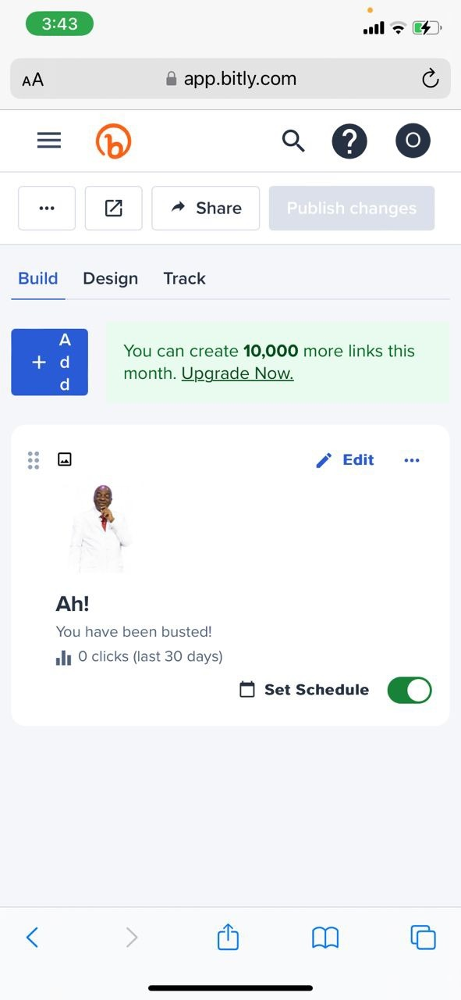 3:43
AA
app.bitly.com
b
?
O
...
Share
Publish changes
Build
Design
Track
+ Add
You can create 10,000 more links this
month. Upgrade Now.
Edit
...
Ah!
You have been busted!
0 clicks (last 30 days)
Set Schedule